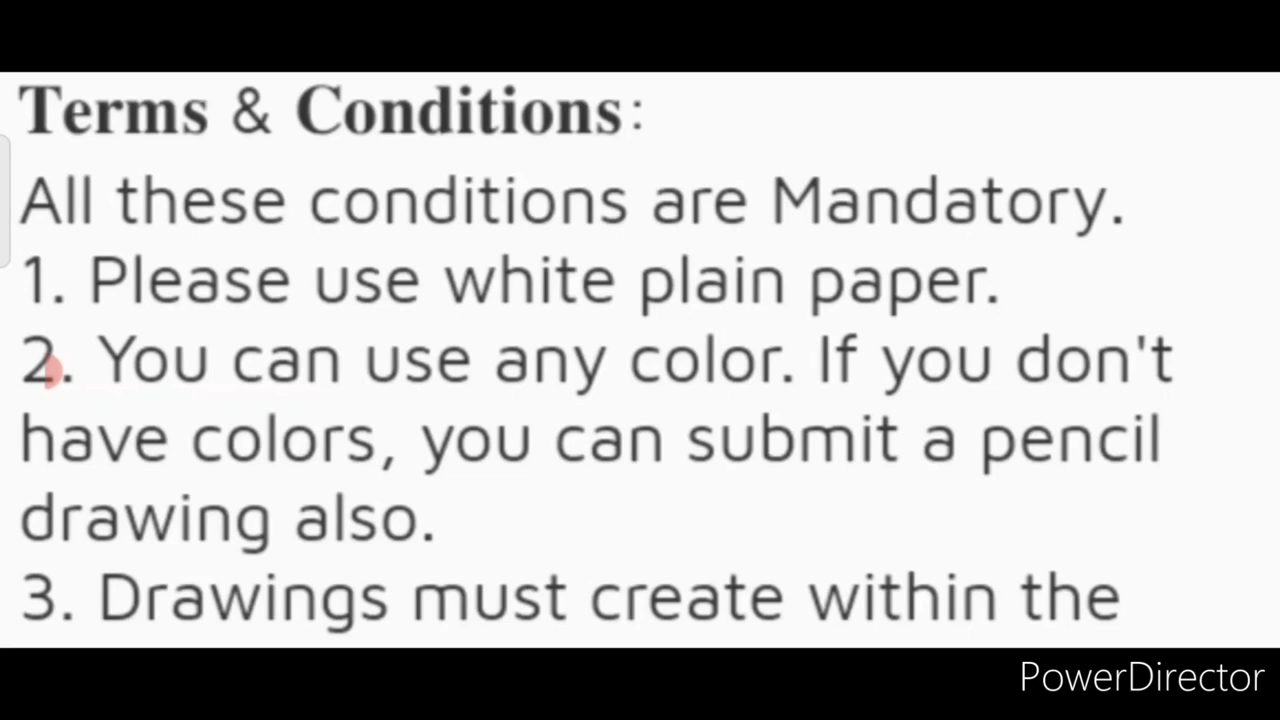 Terms & Conditions:
All these conditions are Mandatory.
1. Please use white plain paper.
2. You can use any color. If you don't
have colors, you can submit a pencil
drawing also.
3. Drawings must create within the
PowerDirector